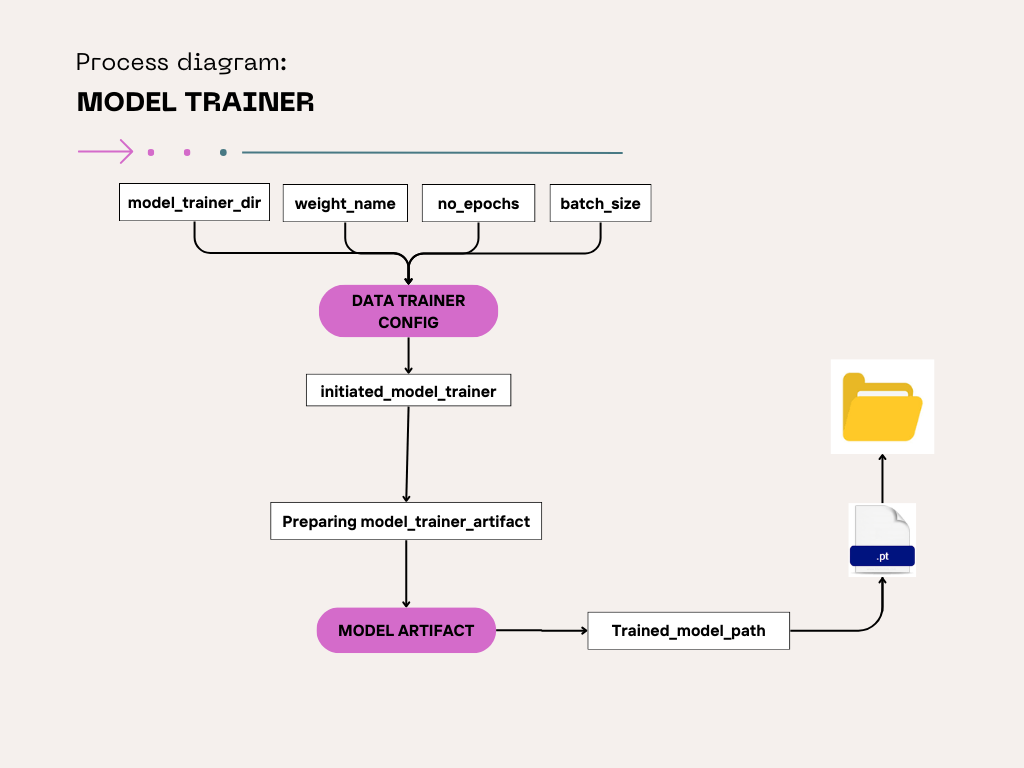 Process diagram:
MODEL TRAINER
model_trainer_dir
weight_name
no_epochs
batch_size
DATA TRAINER
CONFIG
initiated_model_trainer
Preparing model_trainer_artifact
.pt
MODEL ARTIFACT
Trained_model_path